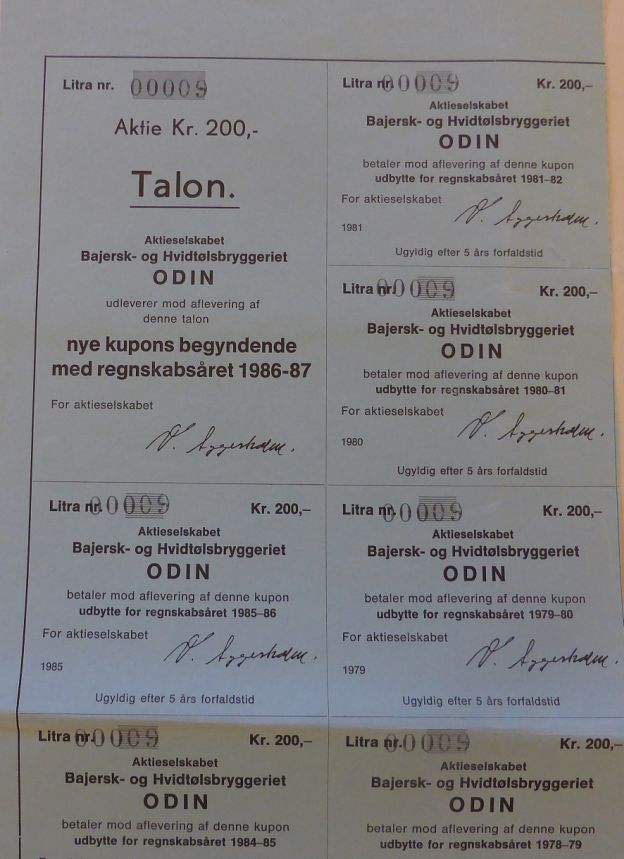 Litra nr. 00009
Aktie Kr. 200,-
Talon.
Aktieselskabet
Bajersk- og Hvidtølsbryggeriet
ODIN
udleverer mod aflevering af
denne talon
nye kupons begyndende
med regnskabsåret 1986-87
For aktieselskabet
Litra nr. 00009 Kr. 200,–
Aktieselskabet
Bajersk- og Hvidtølsbryggeriet
ODIN
betaler mod aflevering af denne kupon
udbytte for regnskabsåret 1981–82
For aktieselskabet
1981
Ugyldig efter 5 års forfaldstid
Litra nr. 00009 Kr. 200,–
Aktieselskabet
Bajersk- og Hvidtølsbryggeriet
ODIN
betaler mod aflevering af denne kupon
udbytte for regnskabsåret 1980–81
For aktieselskabet
1980
Ugyldig efter 5 års forfaldstid
Litra nr. 00009 Kr. 200,–
Aktieselskabet
Bajersk- og Hvidtølsbryggeriet
ODIN
betaler mod aflevering af denne kupon
udbytte for regnskabsåret 1985–86
For aktieselskabet
1985
Ugyldig efter 5 års forfaldstid
Litra nr. 00009 Kr. 200,–
Aktieselskabet
Bajersk- og Hvidtølsbryggeriet
ODIN
betaler mod aflevering af denne kupon
udbytte for regnskabsåret 1979–80
For aktieselskabet
1979
Ugyldig efter 5 års forfaldstid
Litra nr. 00009 Kr. 200,–
Aktieselskabet
Bajersk- og Hvidtølsbryggeriet
ODIN
betaler mod aflevering af denne kupon
udbytte for regnskabsåret 1984–85
Litra nr. 00009 Kr. 200,–
Aktieselskabet
Bajersk- og Hvidtølsbryggeriet
ODIN
betaler mod aflevering af denne kupon
udbytte for regnskabsåret 1978–79